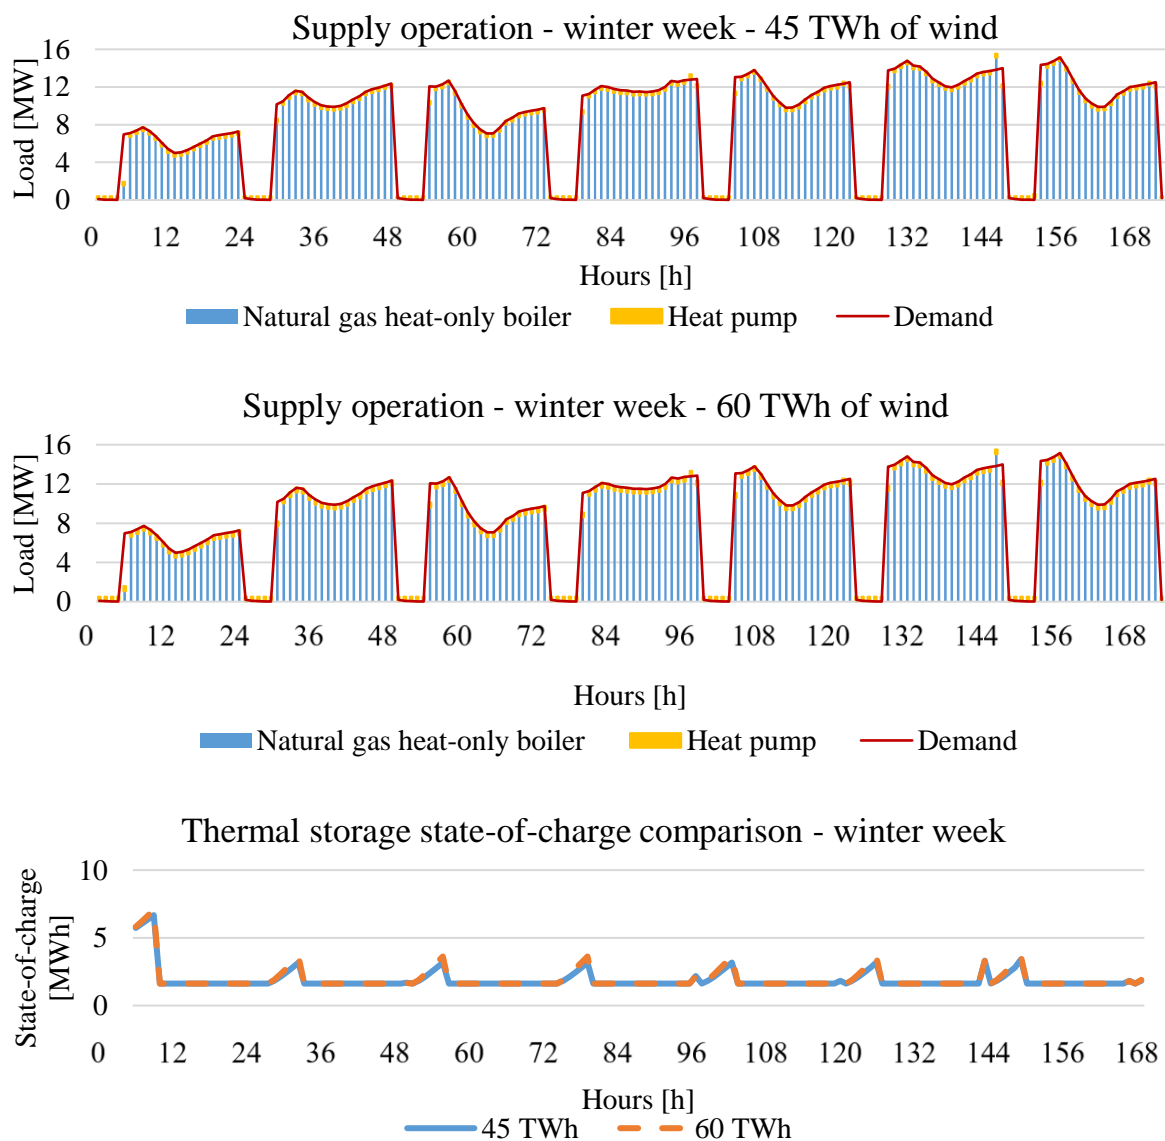 Supply operation - winter week - 45 TWh of wind
16
12
8
4
0
Load [MW]
0 12 24 36 48 60 72 84 96 108 120 132 144 156 168
Hours [h]
Natural gas heat-only boiler Heat pump Demand
Supply operation - winter week - 60 TWh of wind
16
12
8
4
0
Load [MW]
0 12 24 36 48 60 72 84 96 108 120 132 144 156 168
Hours [h]
Natural gas heat-only boiler Heat pump Demand
Thermal storage state-of-charge comparison - winter week
10
5
0
State-of-charge
[MWh]
0 12 24 36 48 60 72 84 96 108 120 132 144 156 168
Hours [h]
45 TWh 60 TWh